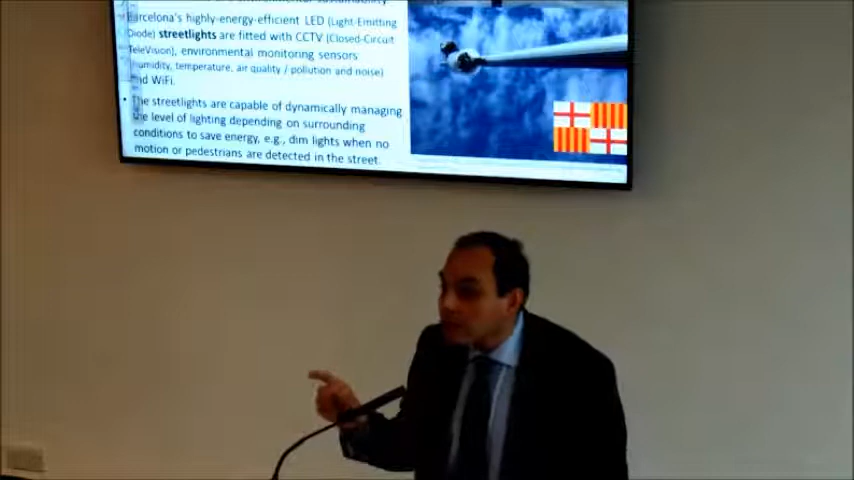 Barcelona's highly-energy-efficient LED (Light-Emitting
Diode) streetlights are fitted with CCTV (Closed-Circuit
TeleVision), environmental monitoring sensors
(humidity, temperature, air quality / pollution and noise)
and WiFi.
• The streetlights are capable of dynamically managing
the level of lighting depending on surrounding
conditions to save energy, e.g., dim lights when no
motion or pedestrians are detected in the street.